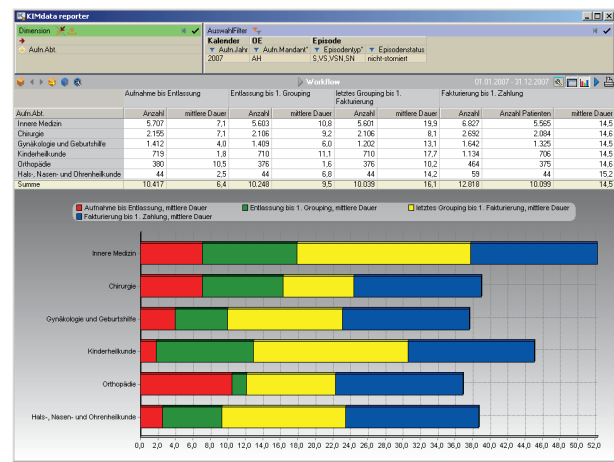 KIMdata reporter
Dimension
AuswahlFilter
Kalender OE Episode
Aufn.Abt.
Aufn.Jahr Aufn.Mandant* Episodentyp* Episodenstatus
2007 AH S,VS,VSN,SN nicht-storniert
Workflow 01.01.2007 - 31.12.2007
Aufnahme bis Entlassung Entlassung bis 1. Grouping letztes Grouping bis 1. Fakturierung Fakturierung bis 1. Zahlung
Aufn.Abt. Anzahl mittlere Dauer Anzahl mittlere Dauer Anzahl mittlere Dauer Anzahl Anzahl Patienten mittlere Dauer
Innere Medizin 5.707 7,1 5.603 10,8 5.601 19,9 6.827 5.565 14,5
Chirurgie 2.155 7,1 2.106 9,2 2.106 8,1 2.692 2.084 14,6
Gynäkologie und Geburtshilfe 1.412 4,0 1.409 6,0 1.202 13,1 1.642 1.325 14,5
Kinderheilkunde 719 1,8 710 11,1 710 17,7 1.134 706 14,5
Orthopädie 380 10,5 376 1,6 376 10,2 464 375 14,6
Hals-, Nasen- und Ohrenheilkunde 44 2,5 44 6,8 44 14,2 59 44 15,2
Summe 10.417 6,4 10.248 9,5 10.039 16,1 12.818 10.099 14,5
Aufnahme bis Entlassung, mittlere Dauer Entlassung bis 1. Grouping, mittlere Dauer letztes Grouping bis 1. Fakturierung, mittlere Dauer
Fakturierung bis 1. Zahlung, mittlere Dauer
Innere Medizin
Chirurgie
Gynäkologie und Geburtshilfe
Kinderheilkunde
Orthopädie
Hals-, Nasen- und Ohrenheilkunde
0,0 2,0 4,0 6,0 8,0 10,0 12,0 14,0 16,0 18,0 20,0 22,0 24,0 26,0 28,0 30,0 32,0 34,0 36,0 38,0 40,0 42,0 44,0 46,0 48,0 50,0 52,0